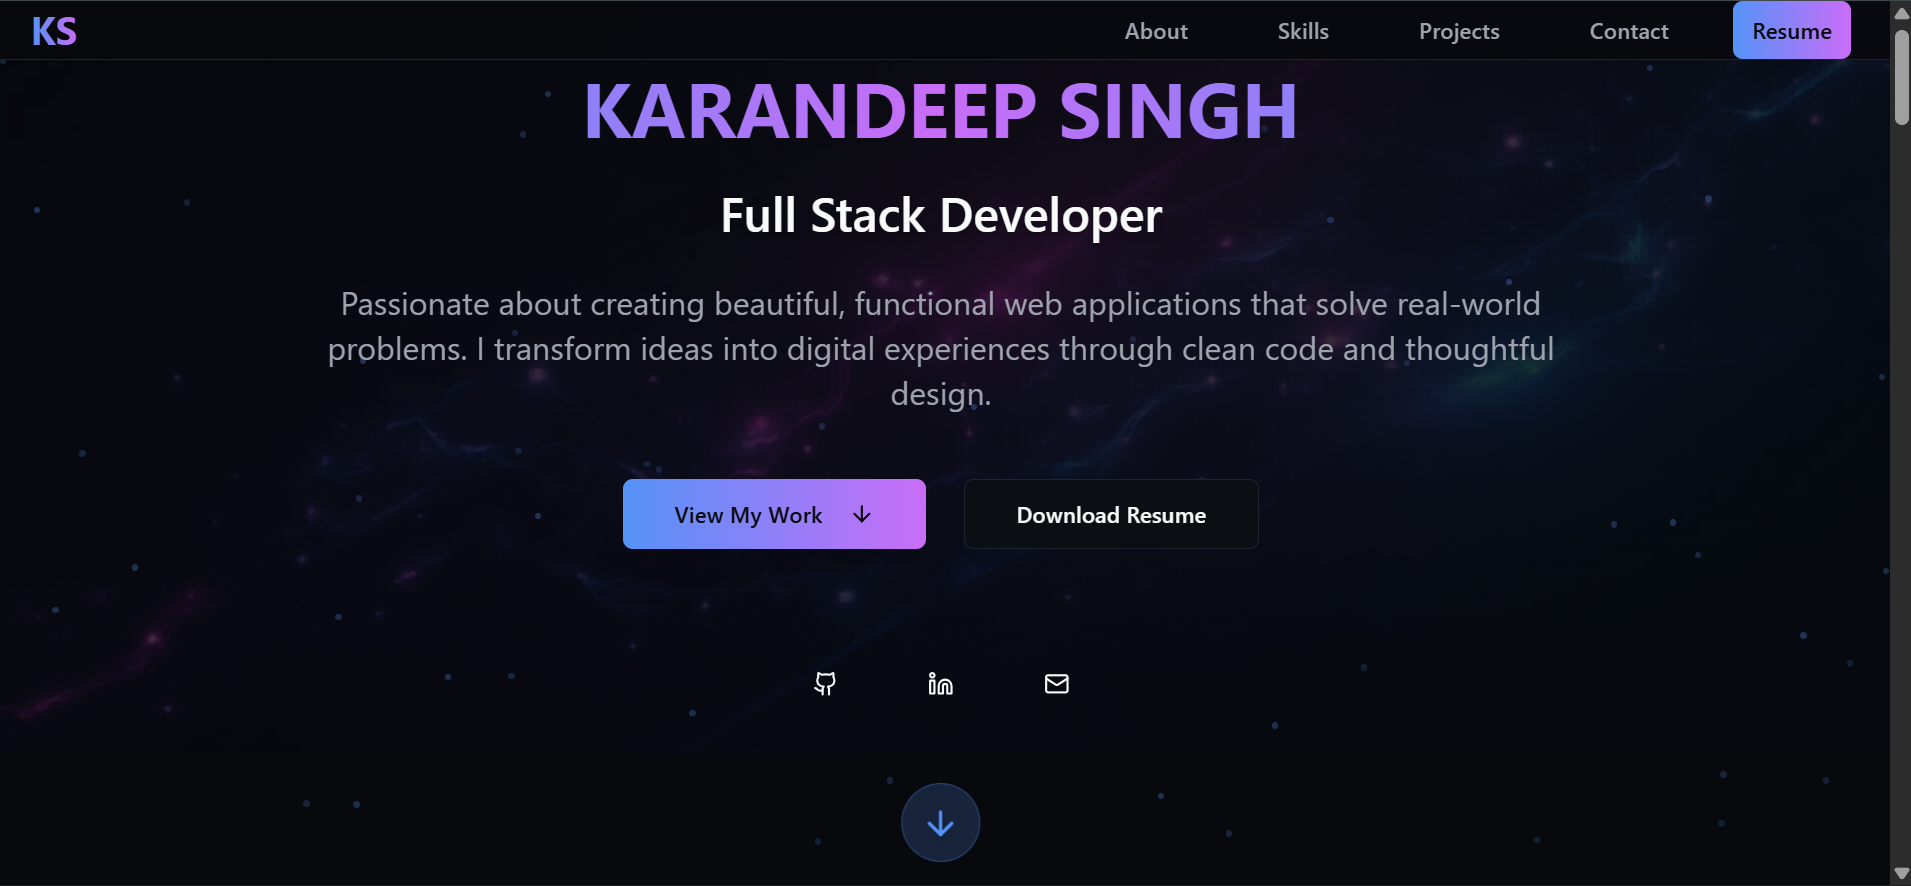 KS
About
Skills
Projects
Contact
Resume
KARANDEEP SINGH
Full Stack Developer
Passionate about creating beautiful, functional web applications that solve real-world
problems. I transform ideas into digital experiences through clean code and thoughtful
design.
View My Work
Download Resume